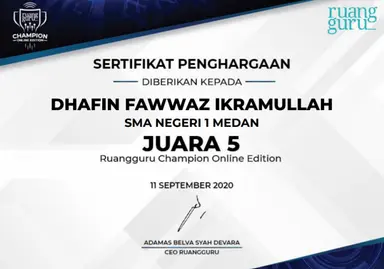 CHAMPION
ONLINE EDITION
ruang
guru
SERTIFIKAT PENGHARGAAN
DIBERIKAN KEPADA
DHAFIN FAWWAZ IKRAMULLAH
SMA NEGERI 1 MEDAN
JUARA 5
Ruangguru Champion Online Edition
11 SEPTEMBER 2020
ADAMAS BELVA SYAH DEVARA
CEO RUANGGURU